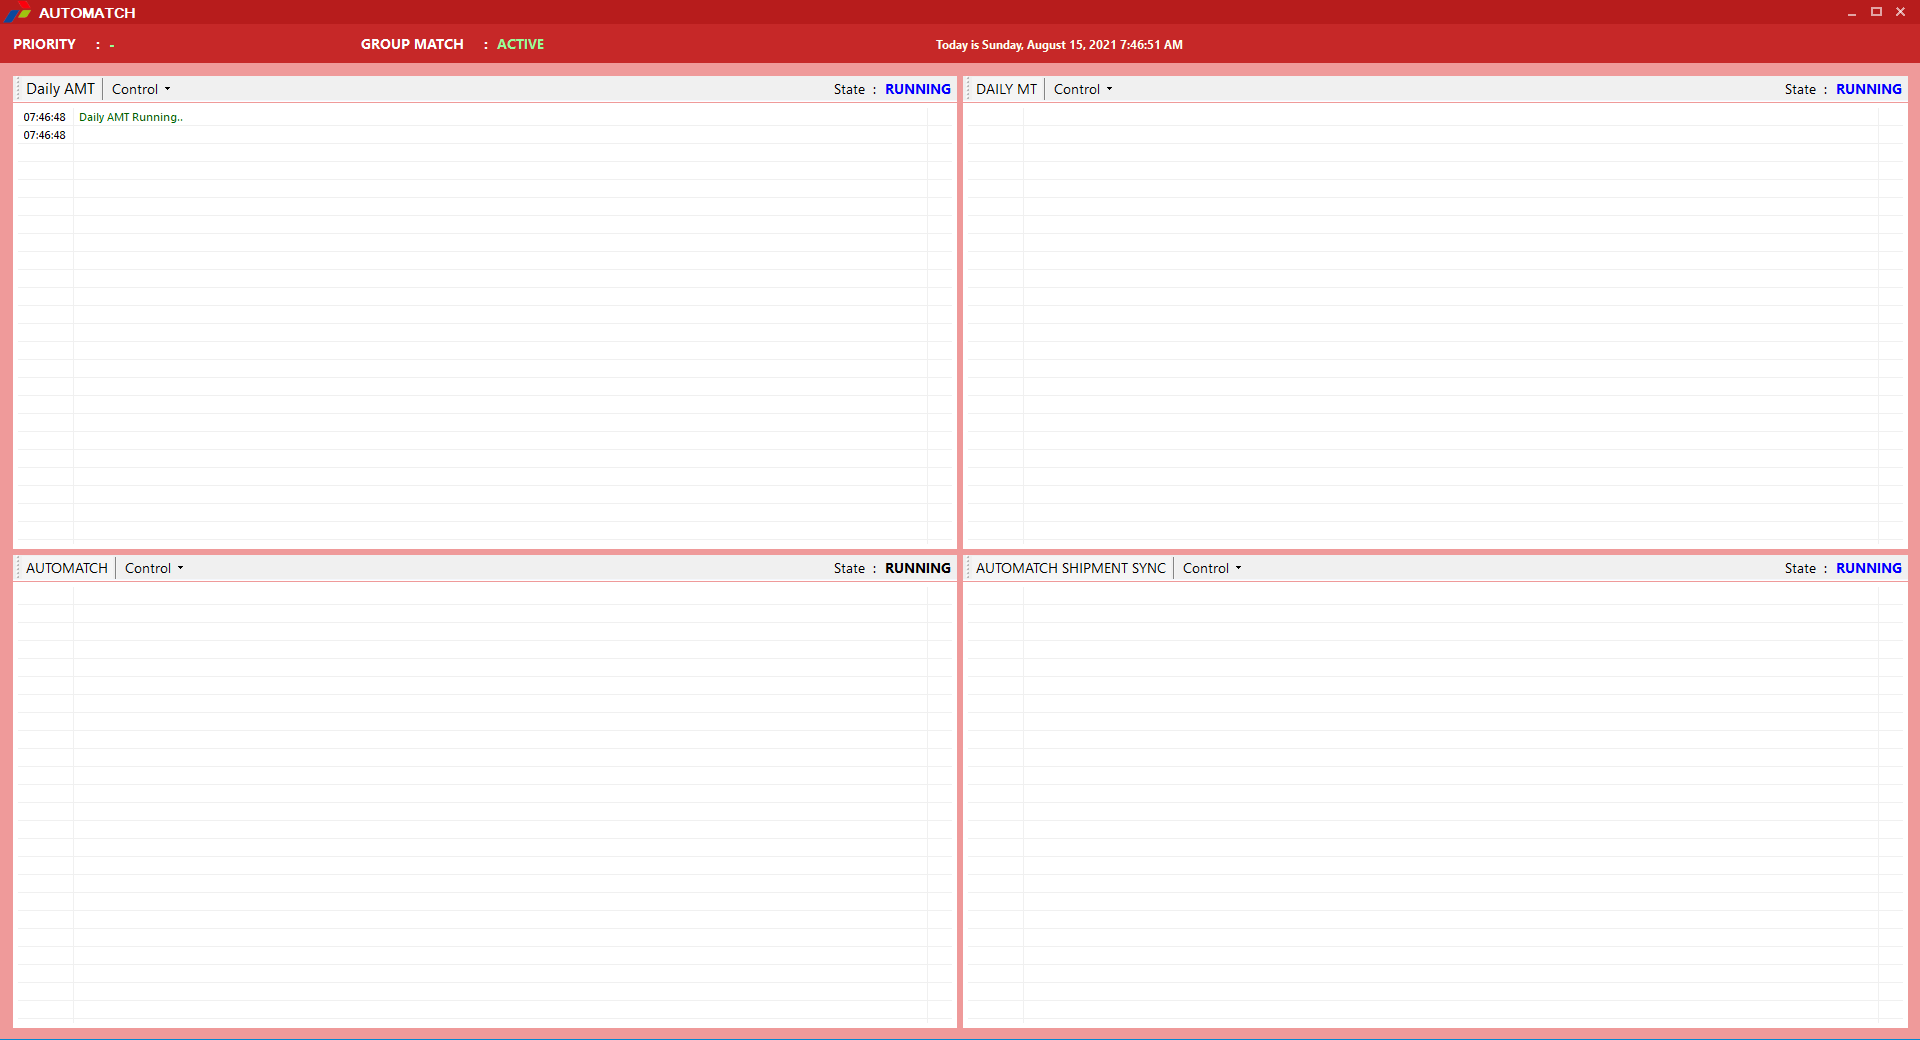 AUTOMATCH
PRIORITY : - GROUP MATCH : ACTIVE Today is Sunday, August 15, 2021 7:46:51 AM
Daily AMT Control State : RUNNING
07:46:48 Daily AMT Running..
07:46:48
DAILY MT Control State : RUNNING
AUTOMATCH Control State : RUNNING
AUTOMATCH SHIPMENT SYNC Control State : RUNNING